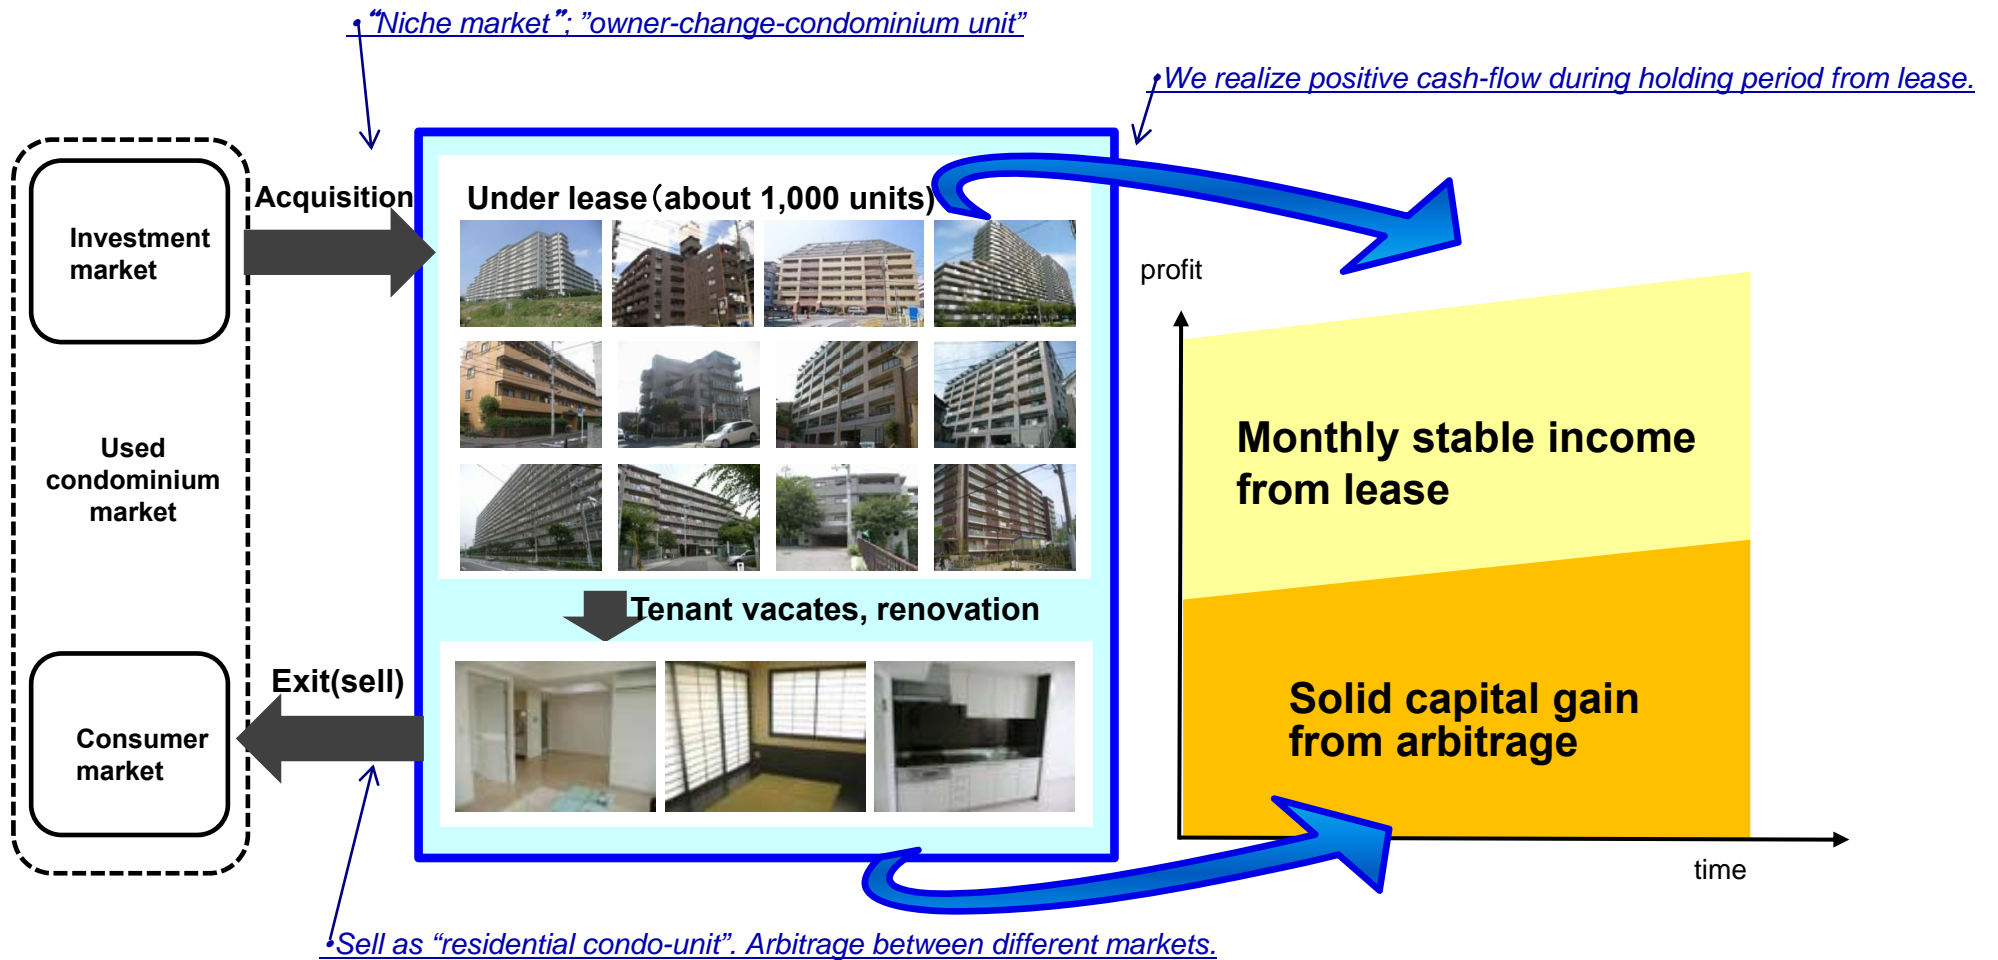 •“Niche market”; ”owner-change-condominium unit”
•We realize positive cash-flow during holding period from lease.
Acquisition
Under lease（about 1,000 units)
Investment
market
profit
Used
condominium
market
Monthly stable income
from lease
Tenant vacates, renovation
Exit(sell)
Consumer
market
Solid capital gain
from arbitrage
time
•Sell as “residential condo-unit”. Arbitrage between different markets.